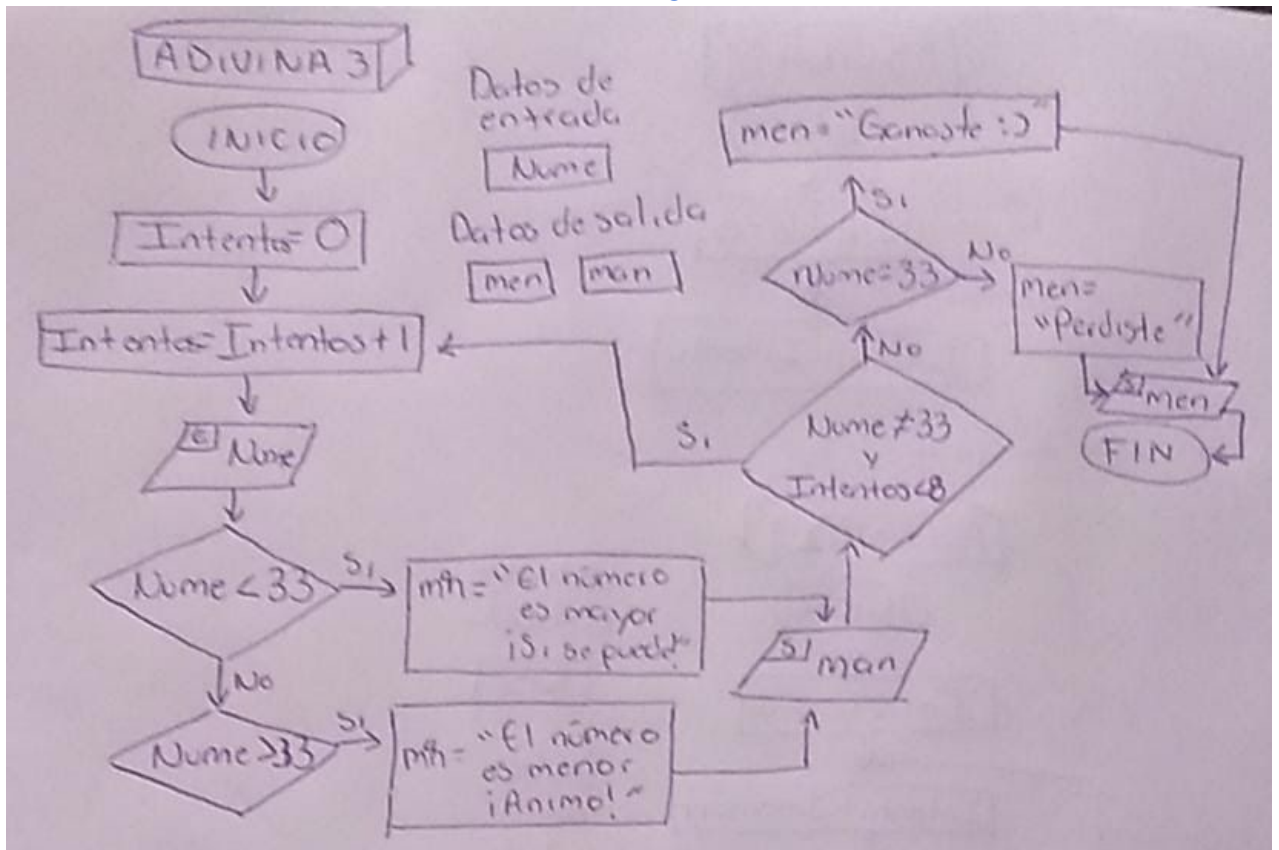 ADIVINA 3
INICIO
Intentos=0
Intentos=Intentos+1
E Nume
Nume<33
Si
No
Nume>33
Si
Datos de
entrada
Nume
Datos de salida
men man
man= "El número
es mayor
¡Si se puede!"
man= "El número
es menor
¡Animo!"
S man
Nume≠33
y
Intentos<8
Si
No
Nume=33
Si
No
men="Ganaste :)"
men=
"Perdiste"
S men
FIN